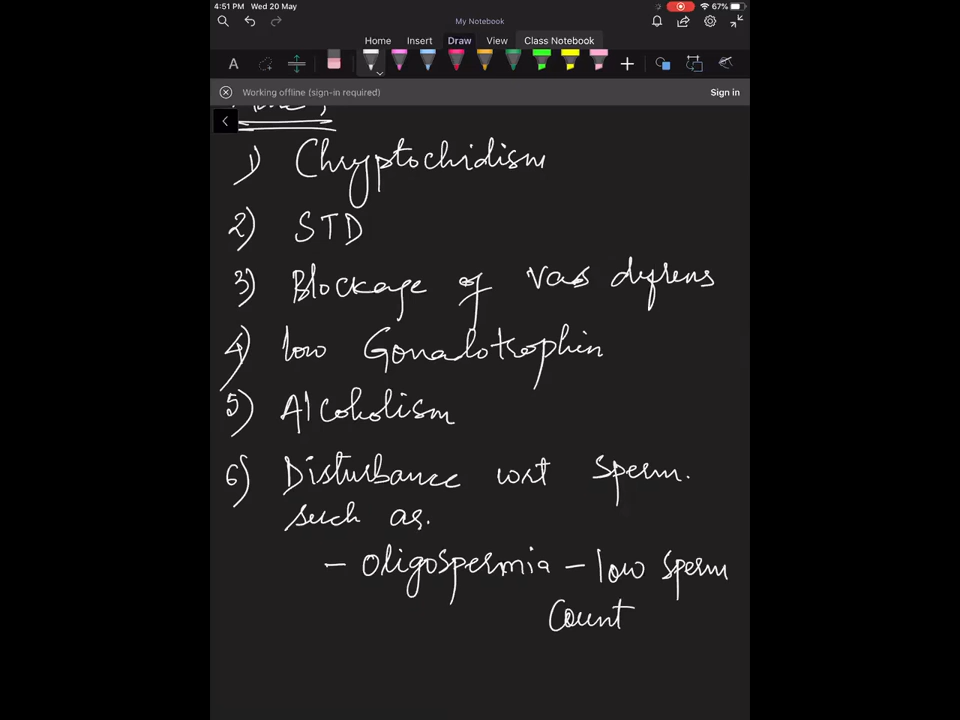 4:51 PM Wed 20 May
67%
My Notebook
Home Insert Draw View Class Notebook
A
Working offline (sign-in required) Sign in
1) Chryptochidism
2) STD
3) Blockage of Vas defrens
4) low Gonadotrophin
5) Alcoholism
6) Disturbance wrt sperm.
such as.
- Oligospermia - low sperm
Count